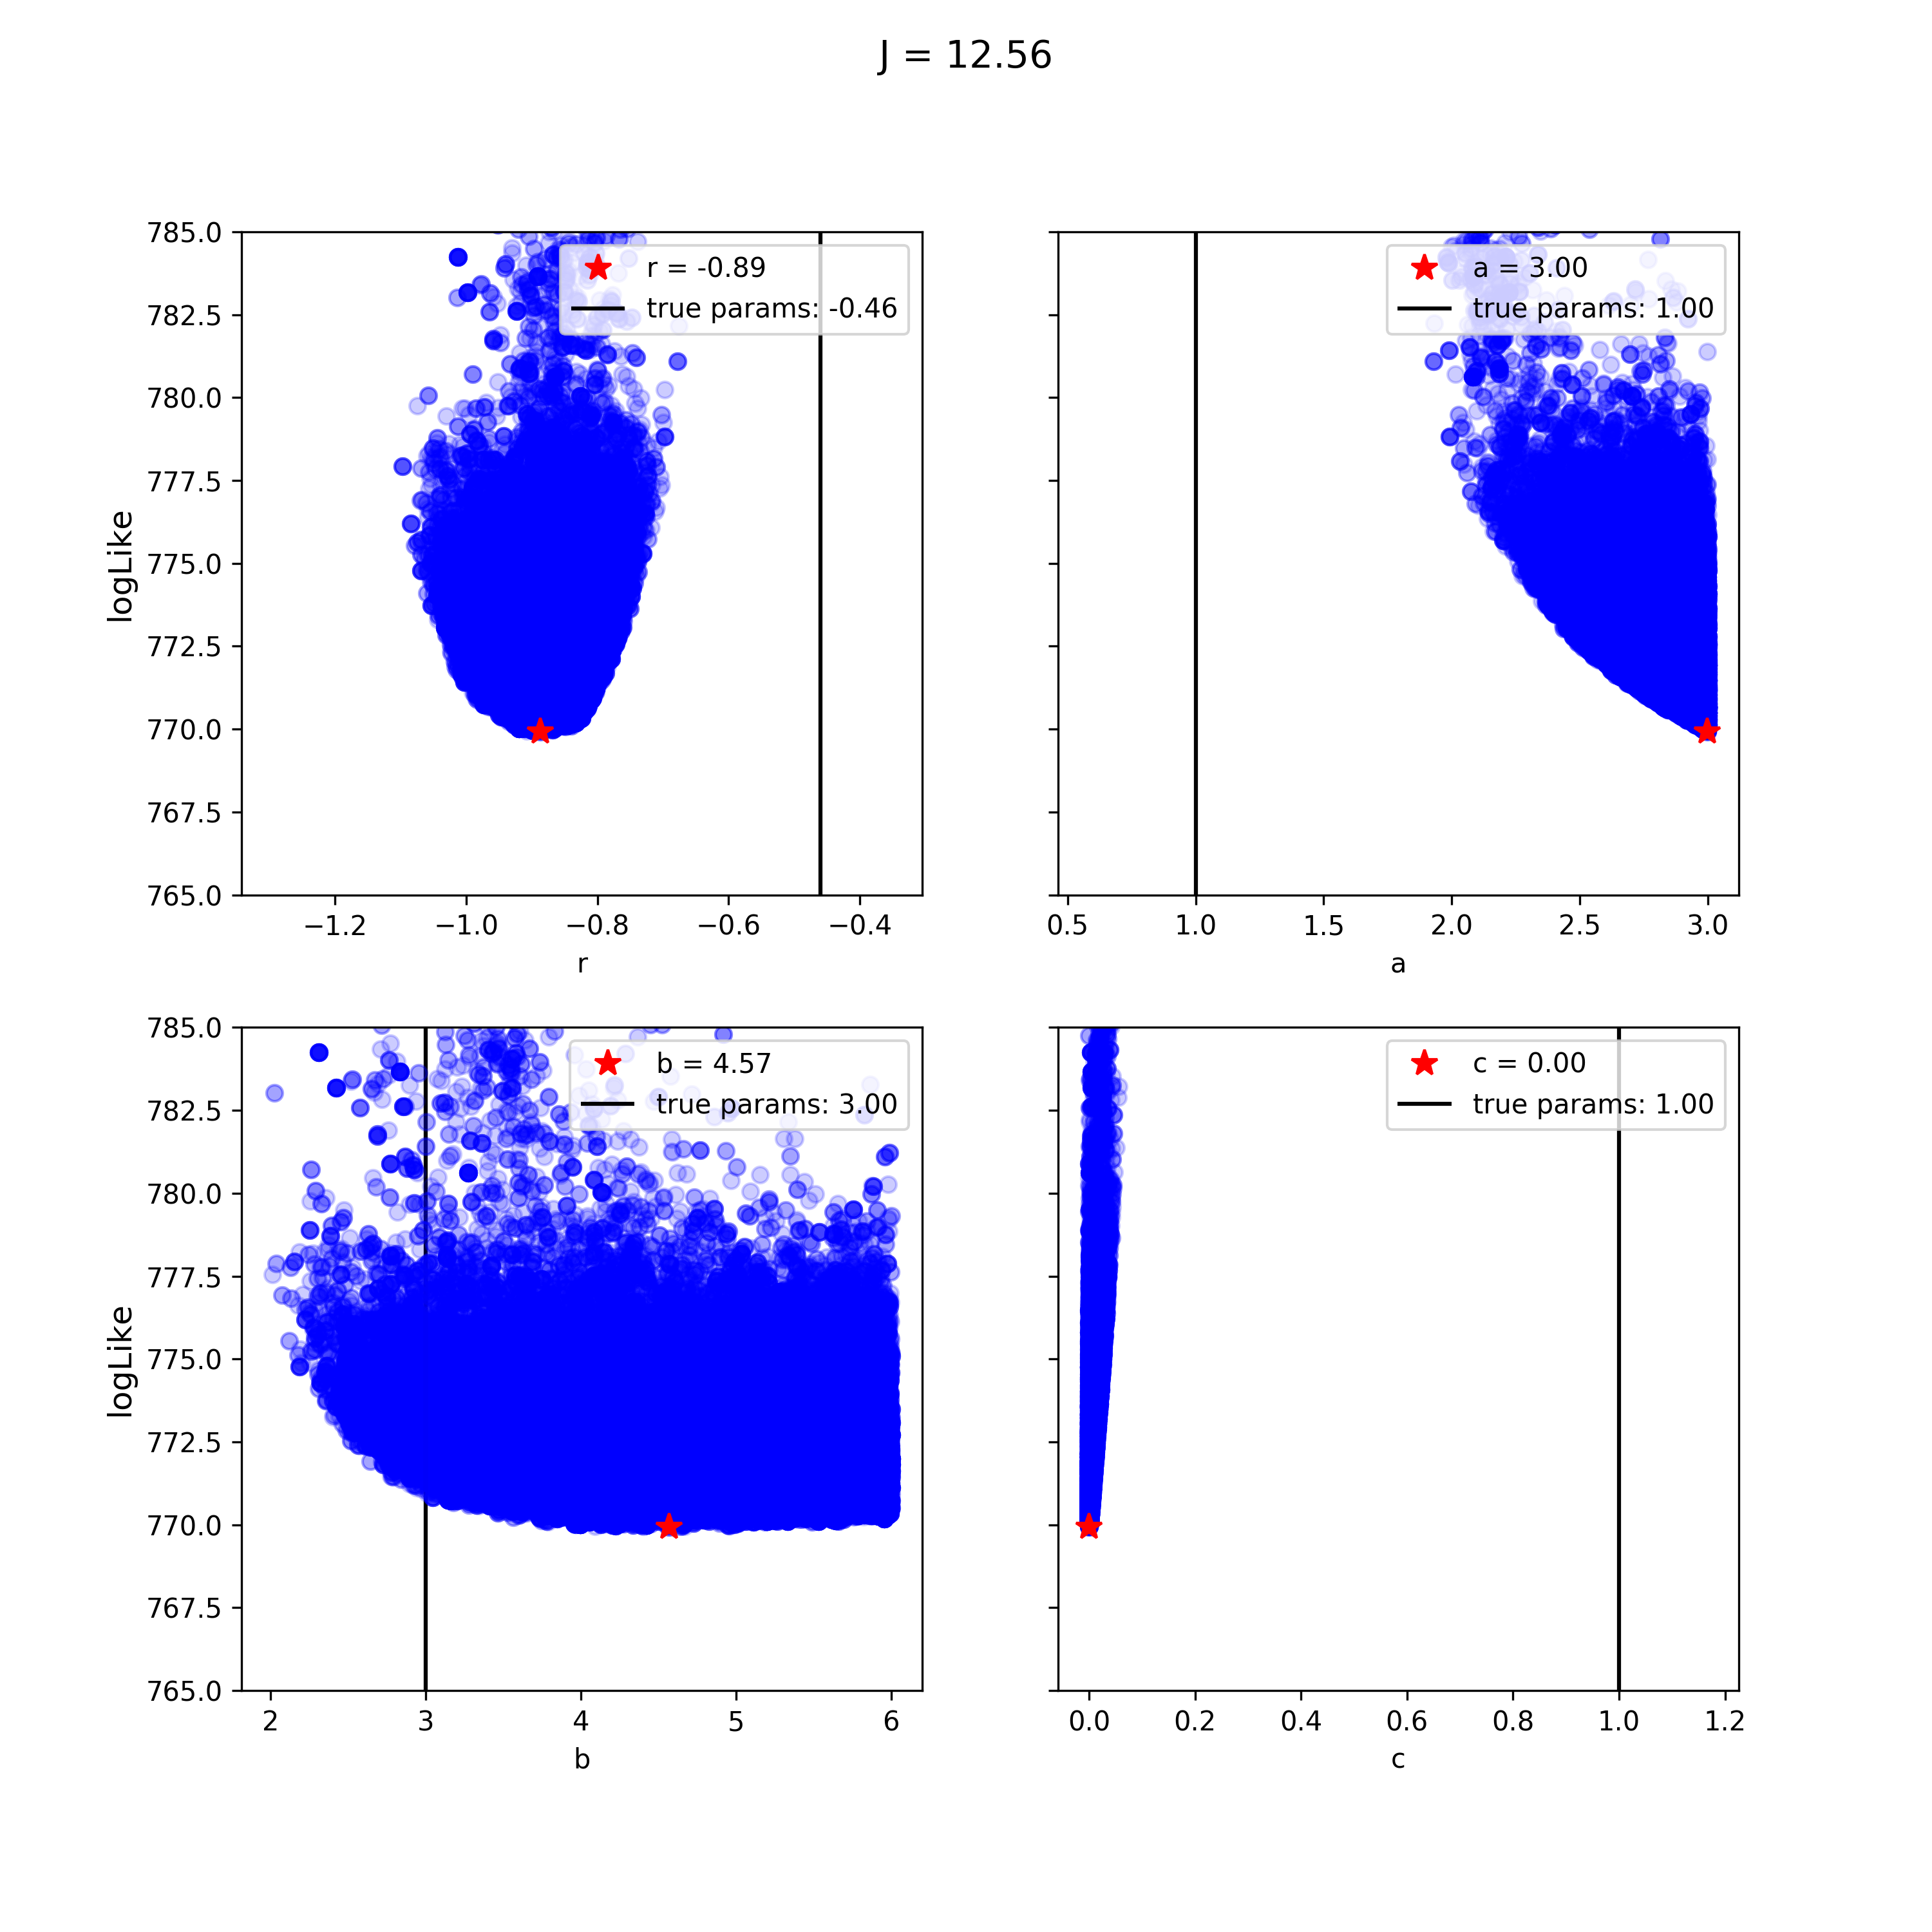 J = 12.56
785.0
782.5
780.0
777.5
775.0
772.5
770.0
767.5
765.0
logLike
r = -0.89
true params: -0.46
−1.2 −1.0 −0.8 −0.6 −0.4
r
a = 3.00
true params: 1.00
0.5 1.0 1.5 2.0 2.5 3.0
a
785.0
782.5
780.0
777.5
775.0
772.5
770.0
767.5
765.0
logLike
b = 4.57
true params: 3.00
2 3 4 5 6
b
c = 0.00
true params: 1.00
0.0 0.2 0.4 0.6 0.8 1.0 1.2
c